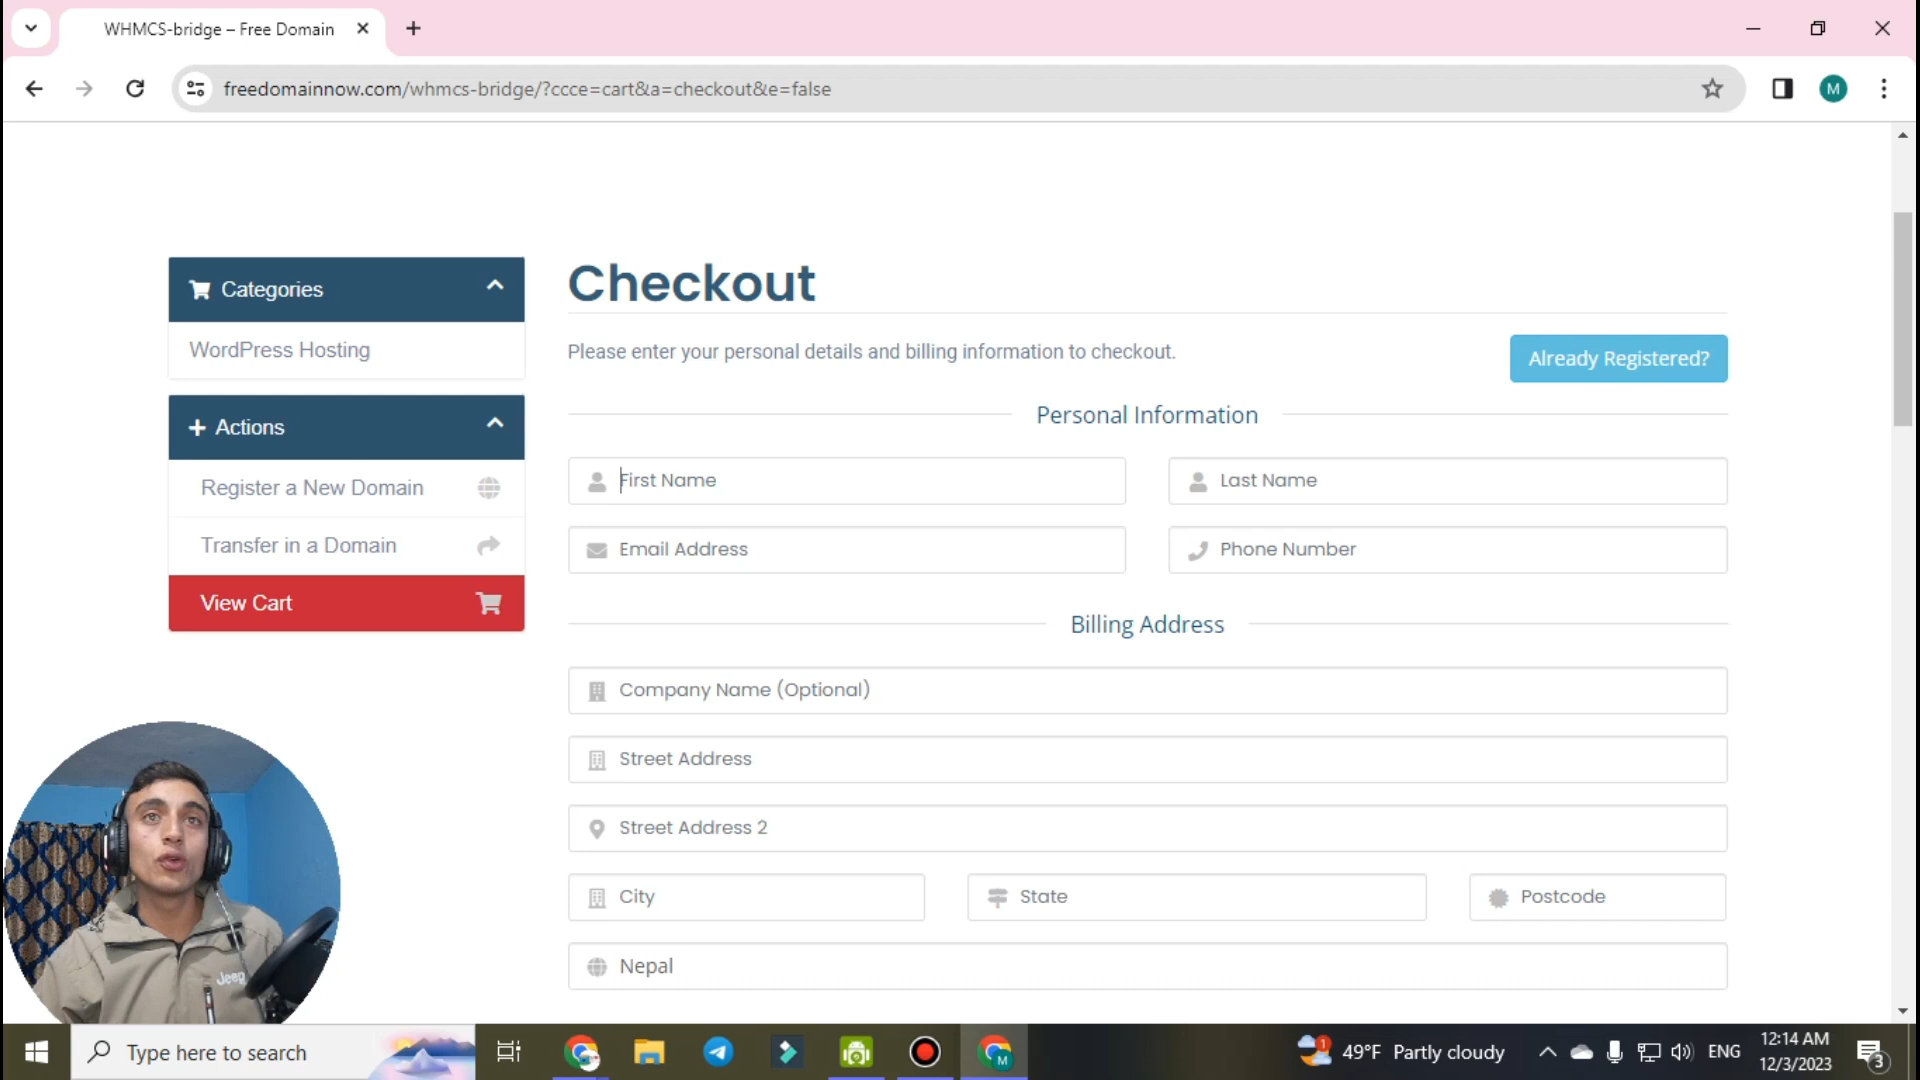 WHMCS-bridge – Free Domain
freedomainnow.com/whmcs-bridge/?ccce=cart&a=checkout&e=false
M
Categories
WordPress Hosting
Actions
Register a New Domain
Transfer in a Domain
View Cart
Checkout
Please enter your personal details and billing information to checkout.
Already Registered?
Personal Information
First Name
Last Name
Email Address
Phone Number
Billing Address
Company Name (Optional)
Street Address
Street Address 2
City
State
Postcode
Nepal
Jeep
Type here to search
M
1
49°F Partly cloudy
ENG
12:14 AM
12/3/2023
3